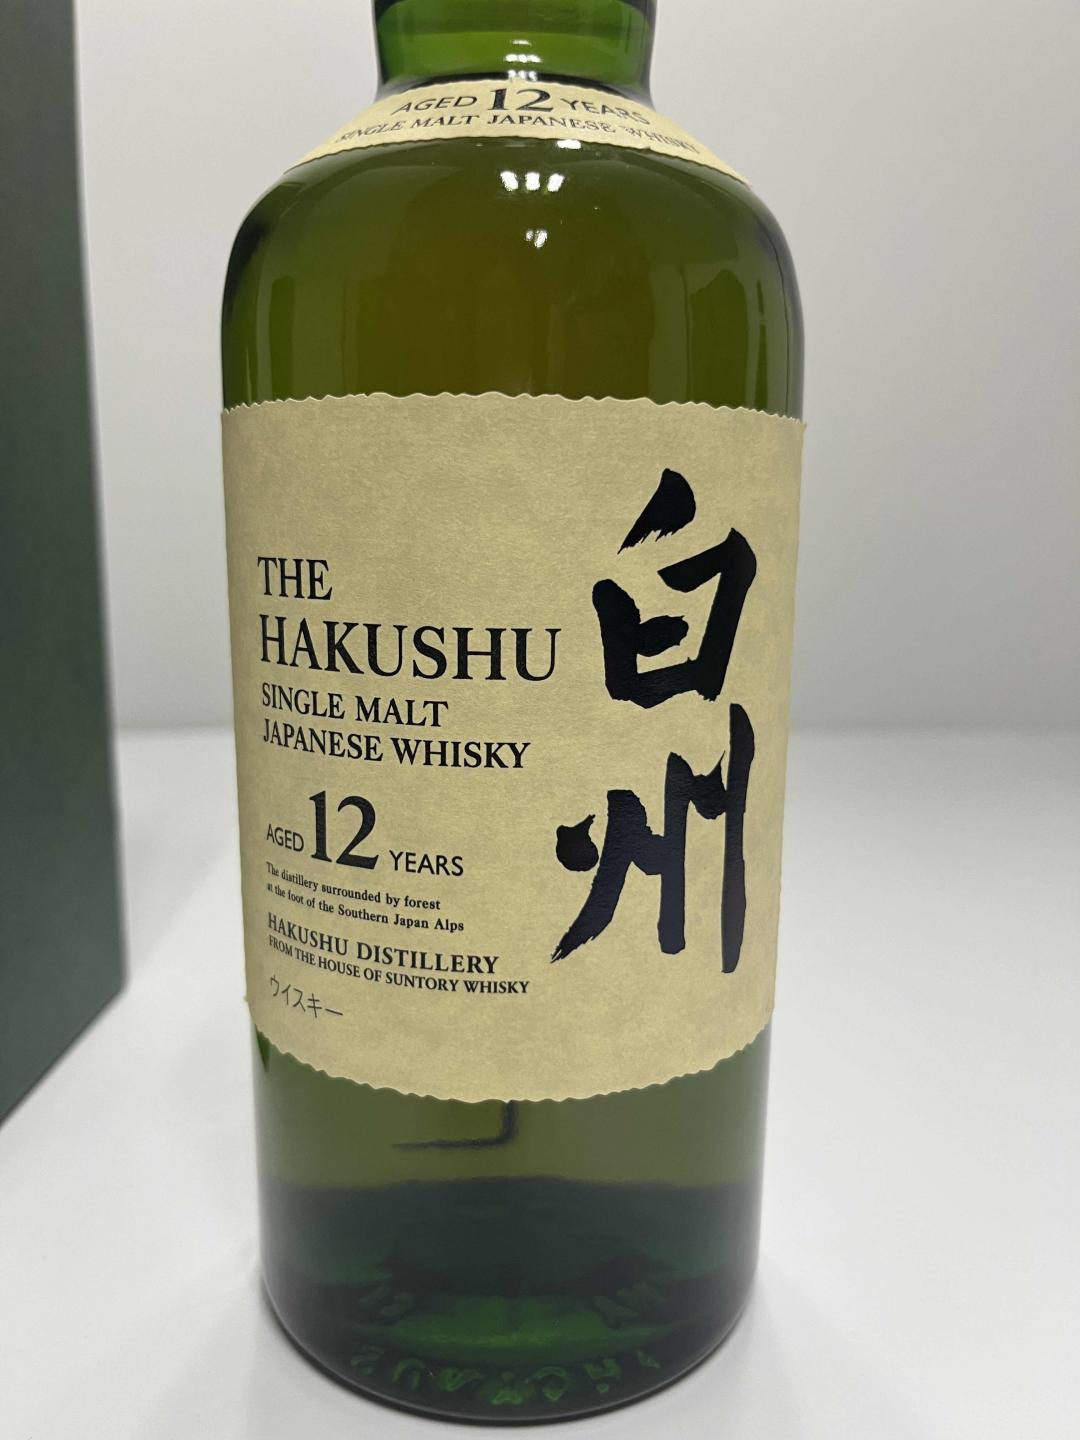 AGED 12 YEARS
SINGLE MALT JAPANESE WHISKY
白州
THE
HAKUSHU
SINGLE MALT
JAPANESE WHISKY
AGED 12 YEARS
The distillery surrounded by forest
at the foot of the Southern Japan Alps
HAKUSHU DISTILLERY
FROM THE HOUSE OF SUNTORY WHISKY
ウイスキー